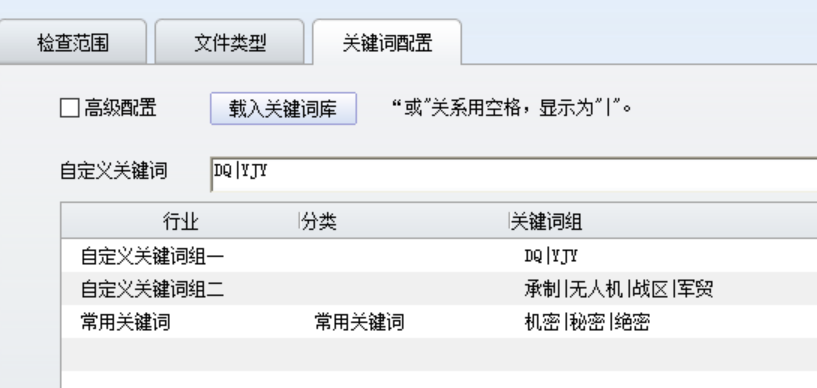 检查范围 文件类型 关键词配置
高级配置 载入关键词库 “或”关系用空格，显示为"|"。
自定义关键词 DQ|YJY
行业 分类 关键词组
自定义关键词组一 DQ|YJY
自定义关键词组二 承制|无人机|战区|军贸
常用关键词 常用关键词 机密|秘密|绝密